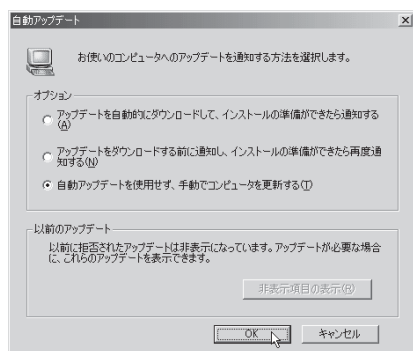 自動アップデート
お使いのコンピュータへのアップデートを通知する方法を選択します。
オプション
アップデートを自動的にダウンロードして、インストールの準備ができたら通知する
(A)
アップデートをダウンロードする前に通知し、インストールの準備ができたら再度通
知する(N)
自動アップデートを使用せず、手動でコンピュータを更新する(T)
以前のアップデート
以前に拒否されたアップデートは非表示になっています。アップデートが必要な場合
に、これらのアップデートを表示できます。
非表示項目の表示(R)
OK
キャンセル